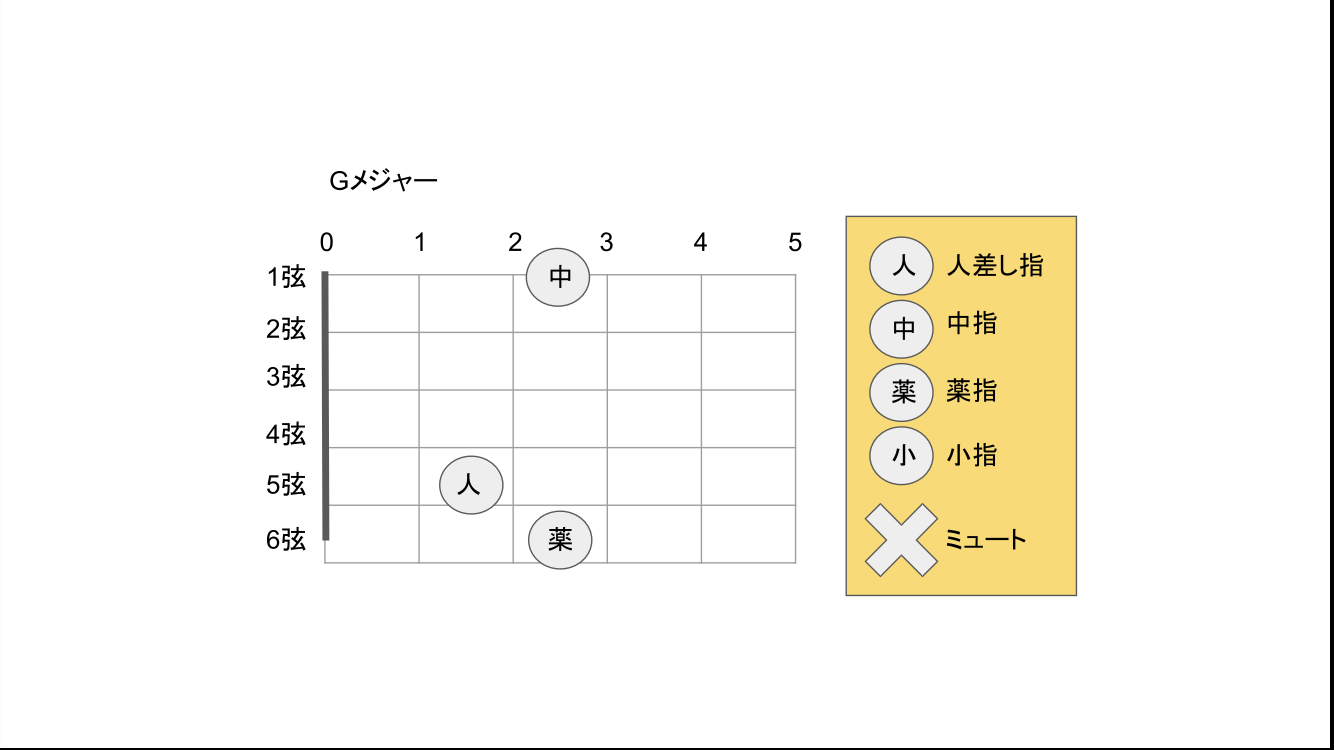 Gメジャー
0 1 2 3 4 5
1弦
中
2弦
3弦
4弦
5弦
人
6弦
薬
人 人差し指
中 中指
薬 薬指
小 小指
ミュート